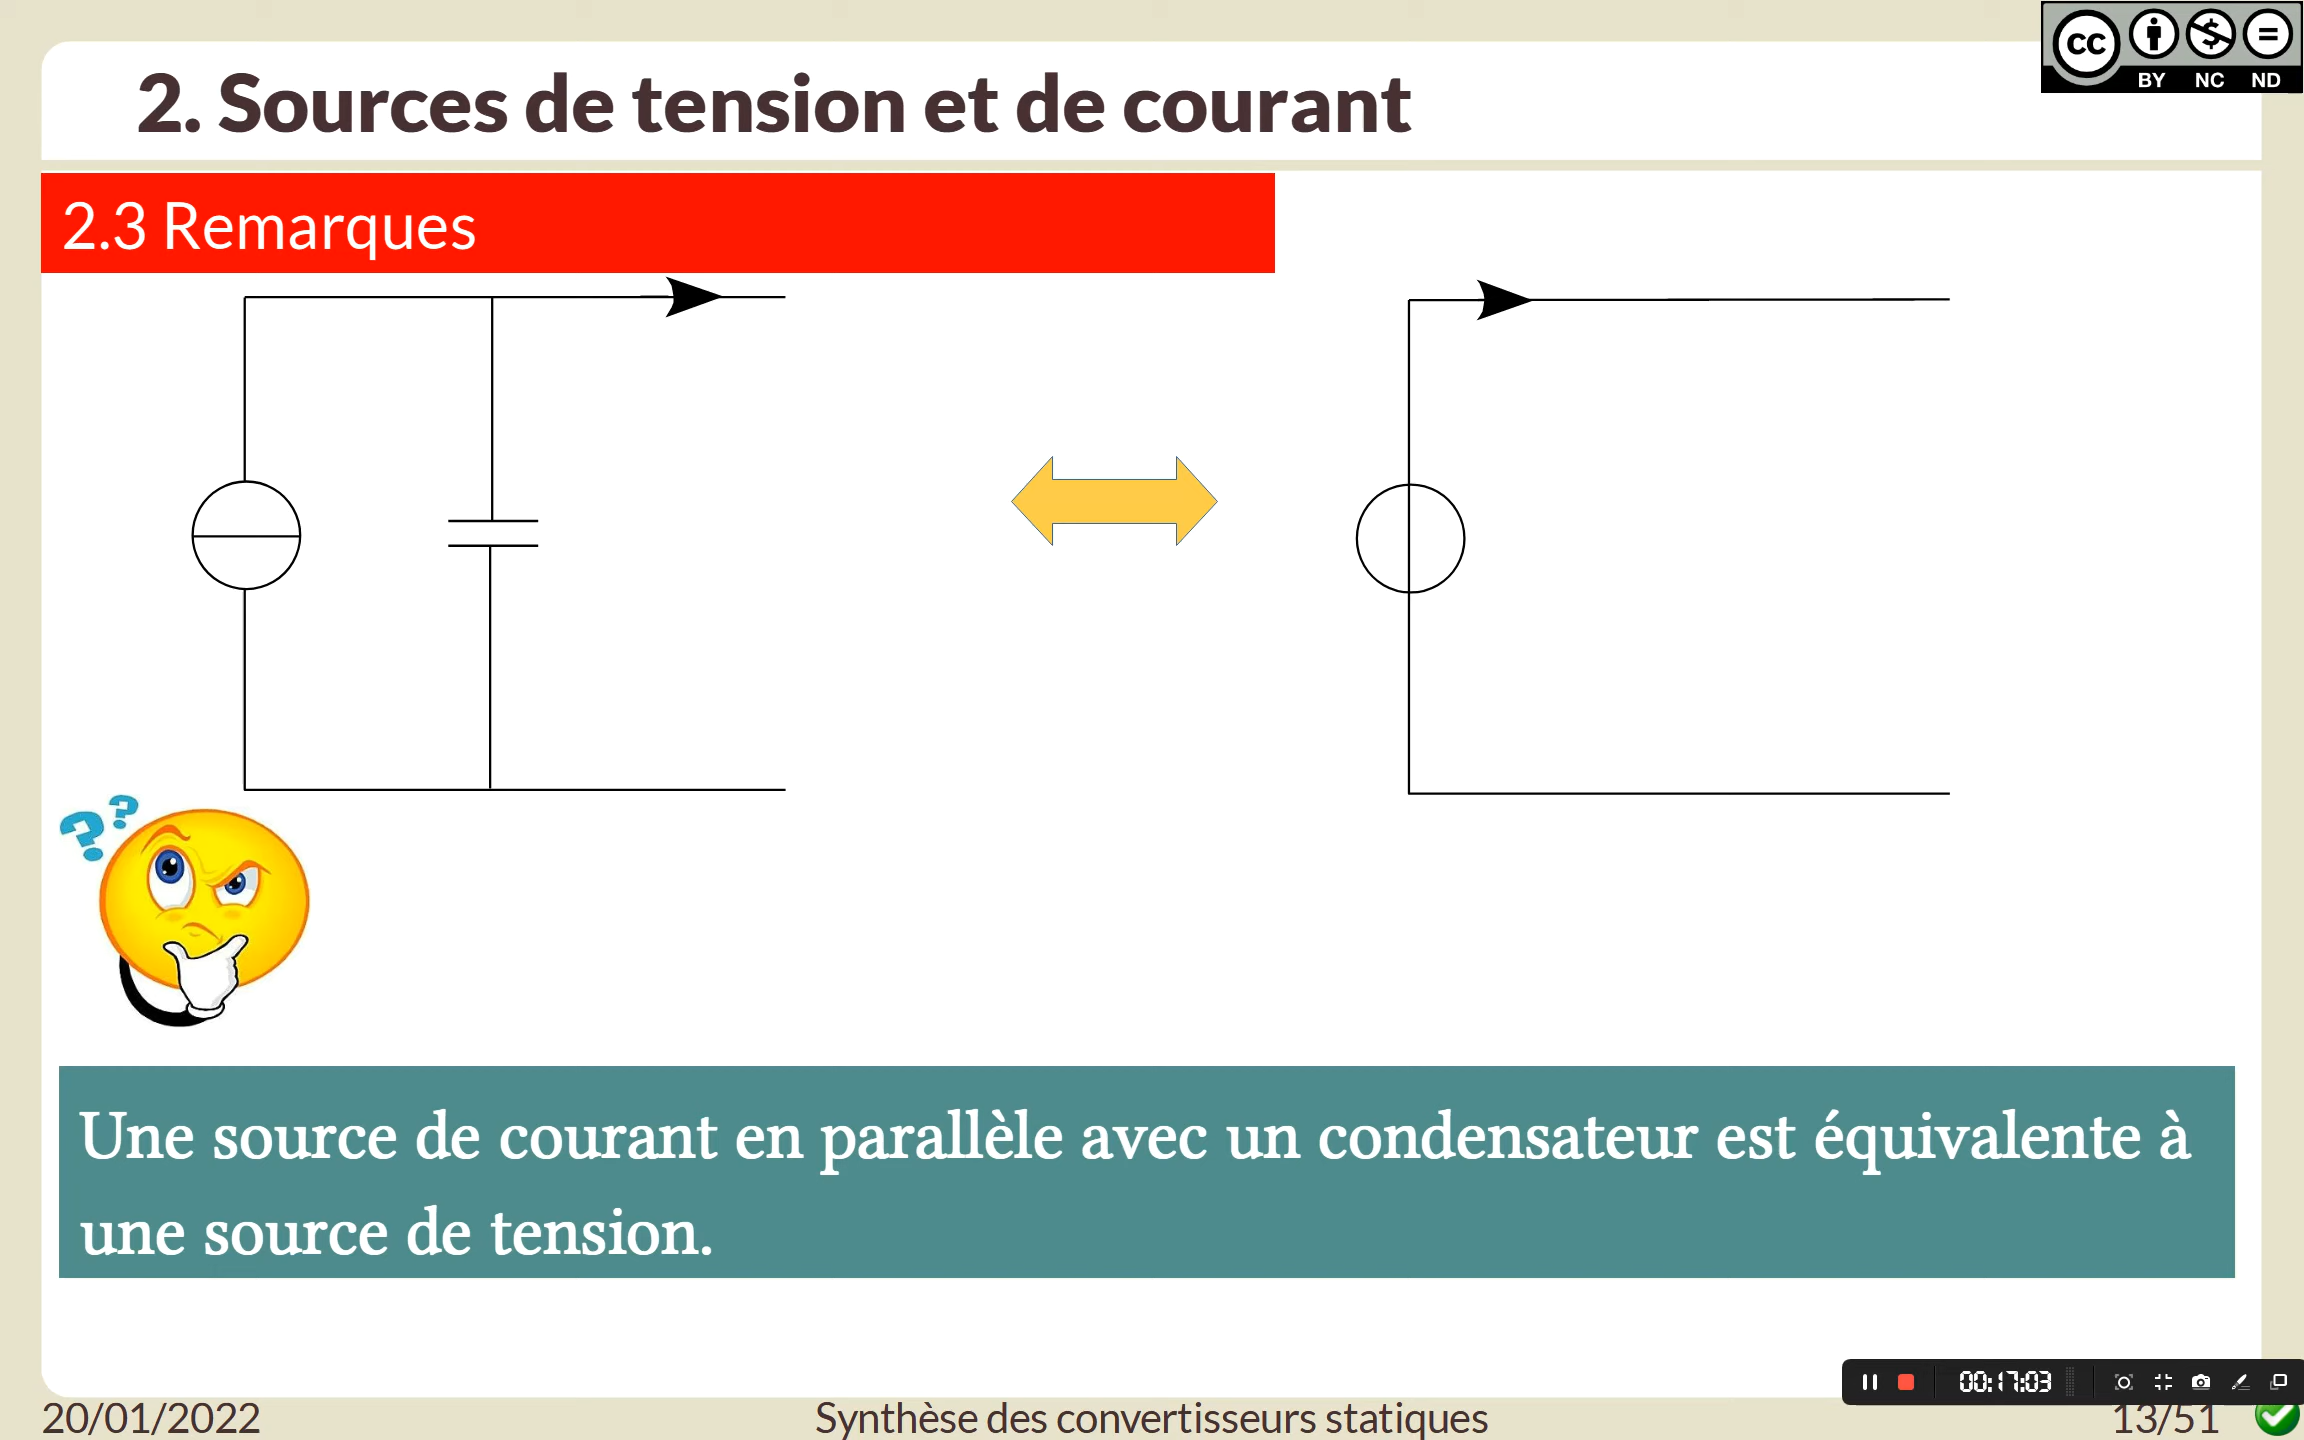 2. Sources de tension et de courant
cc
BY NC ND
2.3 Remarques
? ?
Une source de courant en parallèle avec un condensateur est équivalente à
une source de tension.
00:17:03
20/01/2022 Synthèse des convertisseurs statiques 13/51